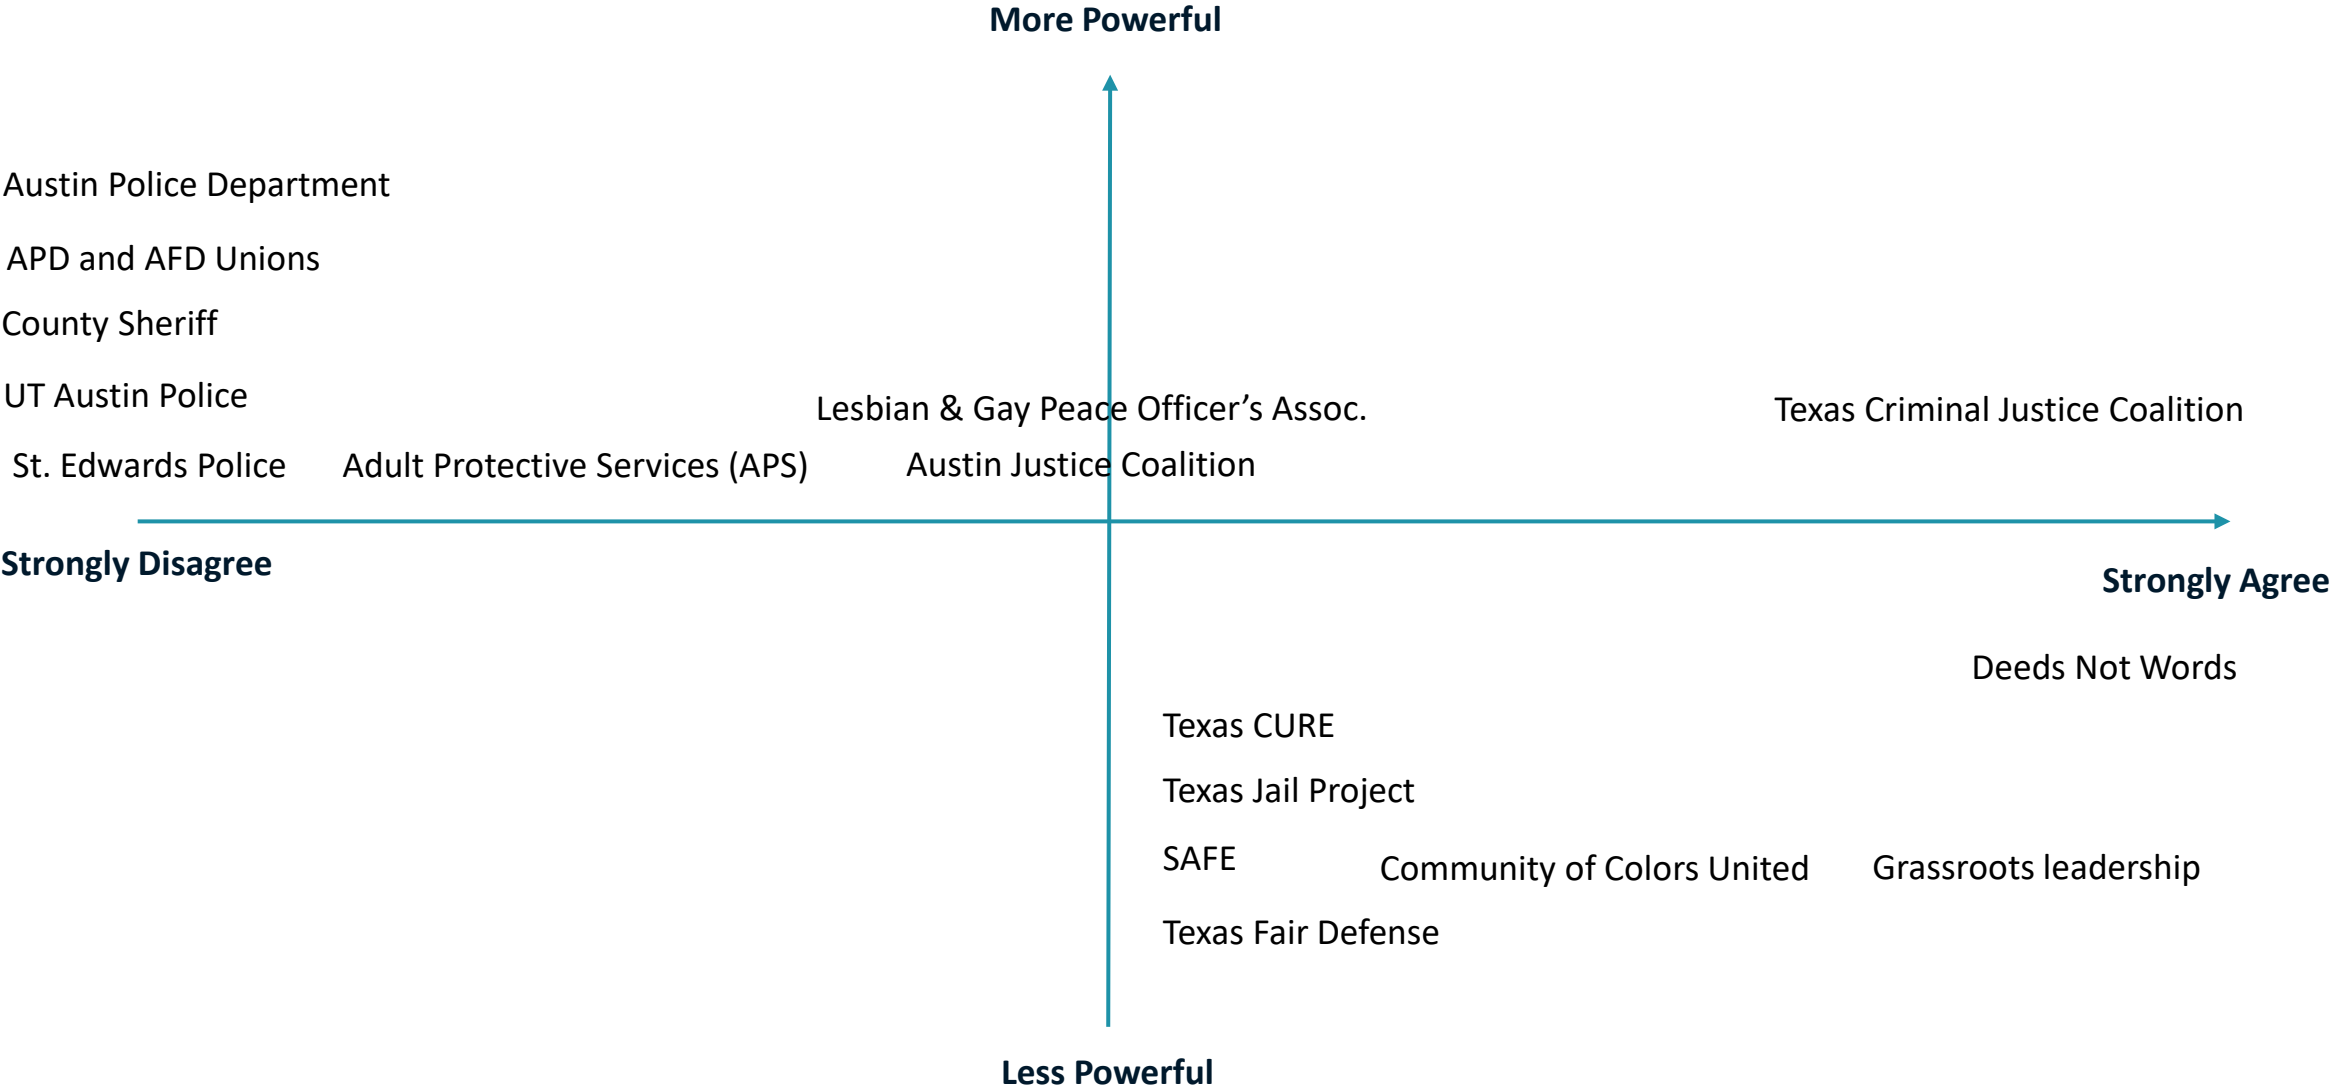 More Powerful
Austin Police Department
APD and AFD Unions
County Sheriff
UT Austin Police
Lesbian & Gay Peace Officer’s Assoc.
Texas Criminal Justice Coalition
St. Edwards Police
Adult Protective Services (APS)
Austin Justice Coalition
Strongly Disagree
Strongly Agree
Deeds Not Words
Texas CURE
Texas Jail Project
SAFE
Community of Colors United
Grassroots leadership
Texas Fair Defense
Less Powerful